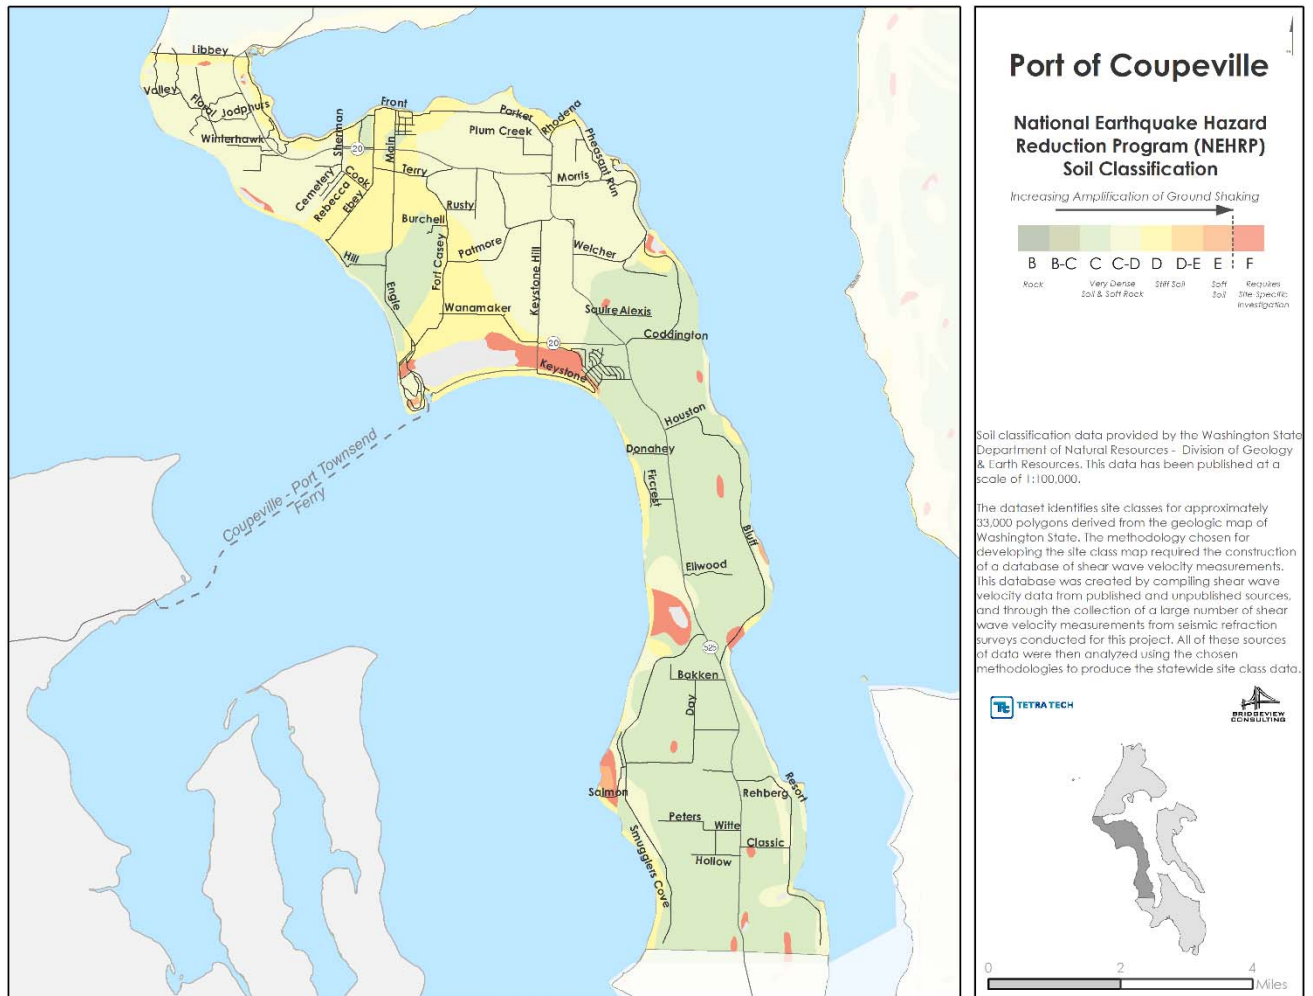 Libbey
Valley
Floral
Jodphurs
Winterhawk
Sherman
Front
20
Main
Parker
Rhodena
Plum Creek
Pheasant Run
Terry
Morris
Cemetery
Rebecca
Cook
Ebey
Rusty
Burchell
Fort Casey
Patmore
Keystone Hill
Welcher
Hill
Engle
Wanamaker
Squire Alexis
20
Coddington
Keystone
Houston
Coupeville - Port Townsend
Ferry
Donahey
Fircrest
Bluff
Ellwood
525
Bakken
Day
Salmon
Resort
Rehberg
Peters
Witte
Classic
Hollow
Smugglers Cove
Port of Coupeville
National Earthquake Hazard
Reduction Program (NEHRP)
Soil Classification
Increasing Amplification of Ground Shaking
B B-C C C-D D D-E E F
Rock
Very Dense
Soil & Soft Rock
Stiff Soil
Soft
Soil
Requires
Site-Specific
Investigation
Soil classification data provided by the Washington State
Department of Natural Resources - Division of Geology
& Earth Resources. This data has been published at a
scale of 1:100,000.
The dataset identifies site classes for approximately
33,000 polygons derived from the geologic map of
Washington State. The methodology chosen for
developing the site class map required the construction
of a database of shear wave velocity measurements.
This database was created by compiling shear wave
velocity data from published and unpublished sources,
and through the collection of a large number of shear
wave velocity measurements from seismic refraction
surveys conducted for this project. All of these sources
of data were then analyzed using the chosen
methodologies to produce the statewide site class data.
TETRA TECH
BRIDGEVIEW
CONSULTING
0 2 4
Miles